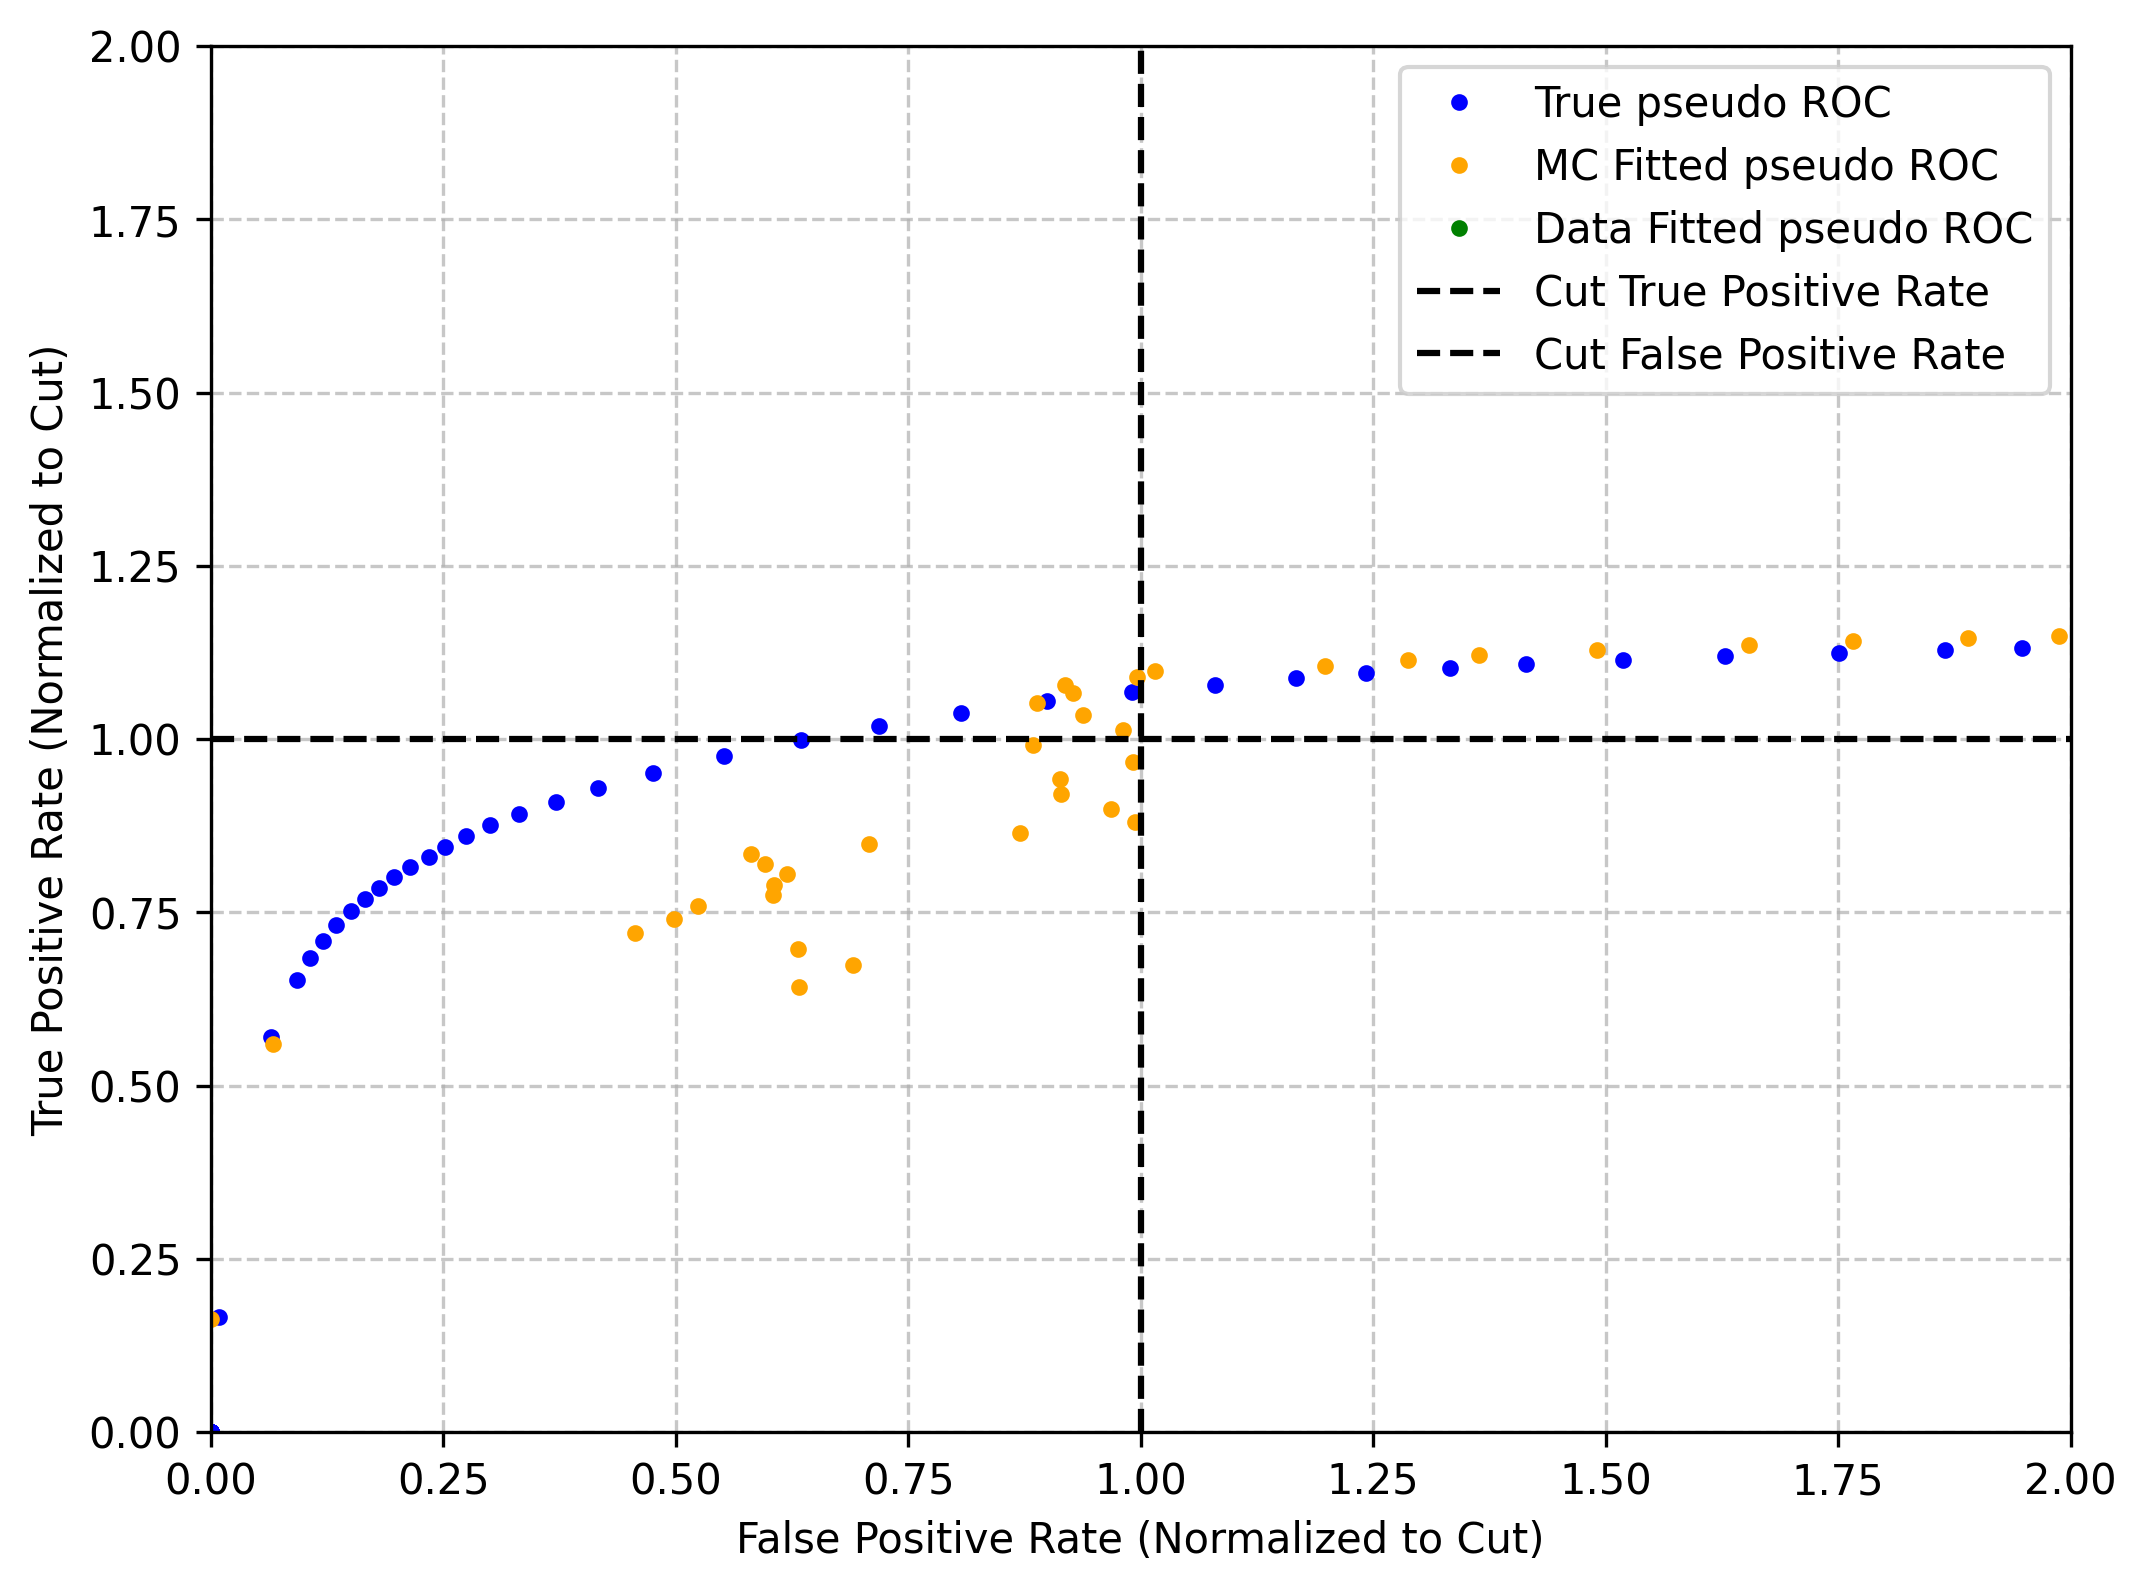 2.00
1.75
1.50
1.25
1.00
0.75
0.50
0.25
0.00
True Positive Rate (Normalized to Cut)
True pseudo ROC
MC Fitted pseudo ROC
Data Fitted pseudo ROC
Cut True Positive Rate
Cut False Positive Rate
0.00 0.25 0.50 0.75 1.00 1.25 1.50 1.75 2.00
False Positive Rate (Normalized to Cut)